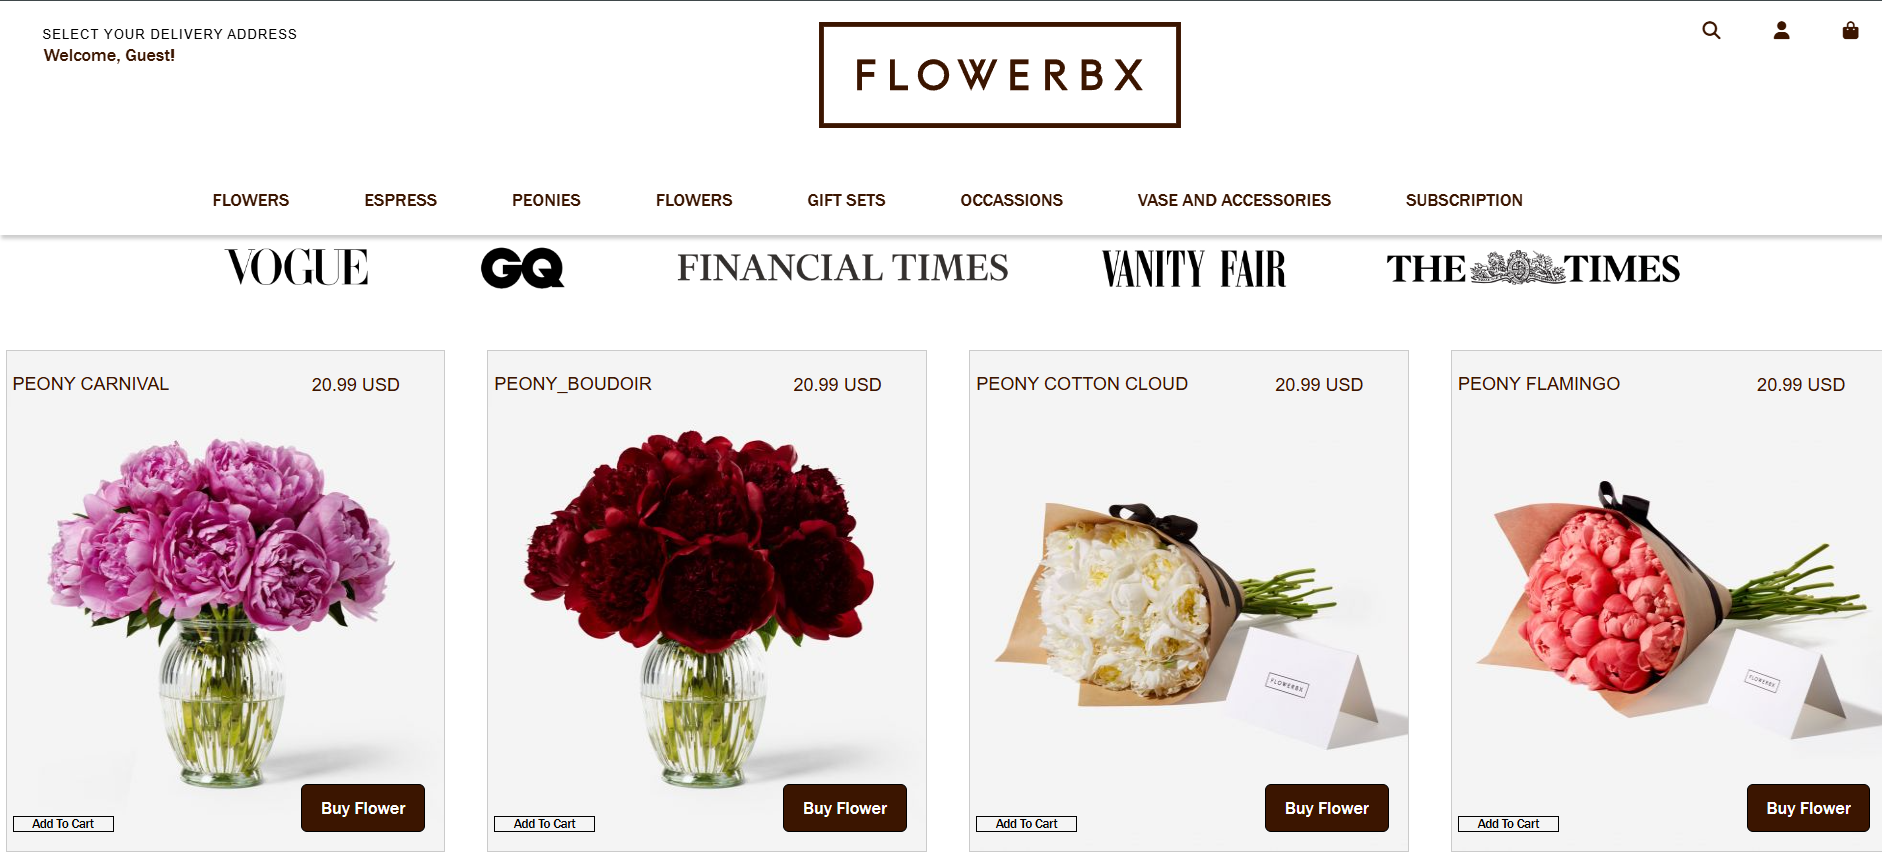 SELECT YOUR DELIVERY ADDRESS
Welcome, Guest!
FLOWERBX
FLOWERS ESPRESS PEONIES FLOWERS GIFT SETS OCCASSIONS VASE AND ACCESSORIES SUBSCRIPTION
VOGUE GQ FINANCIAL TIMES VANITY FAIR THE TIMES
PEONY CARNIVAL 20.99 USD
Buy Flower
Add To Cart
PEONY_BOUDOIR 20.99 USD
Buy Flower
Add To Cart
PEONY COTTON CLOUD 20.99 USD
FLOWERBX
Buy Flower
Add To Cart
PEONY FLAMINGO 20.99 USD
FLOWERBX
Buy Flower
Add To Cart